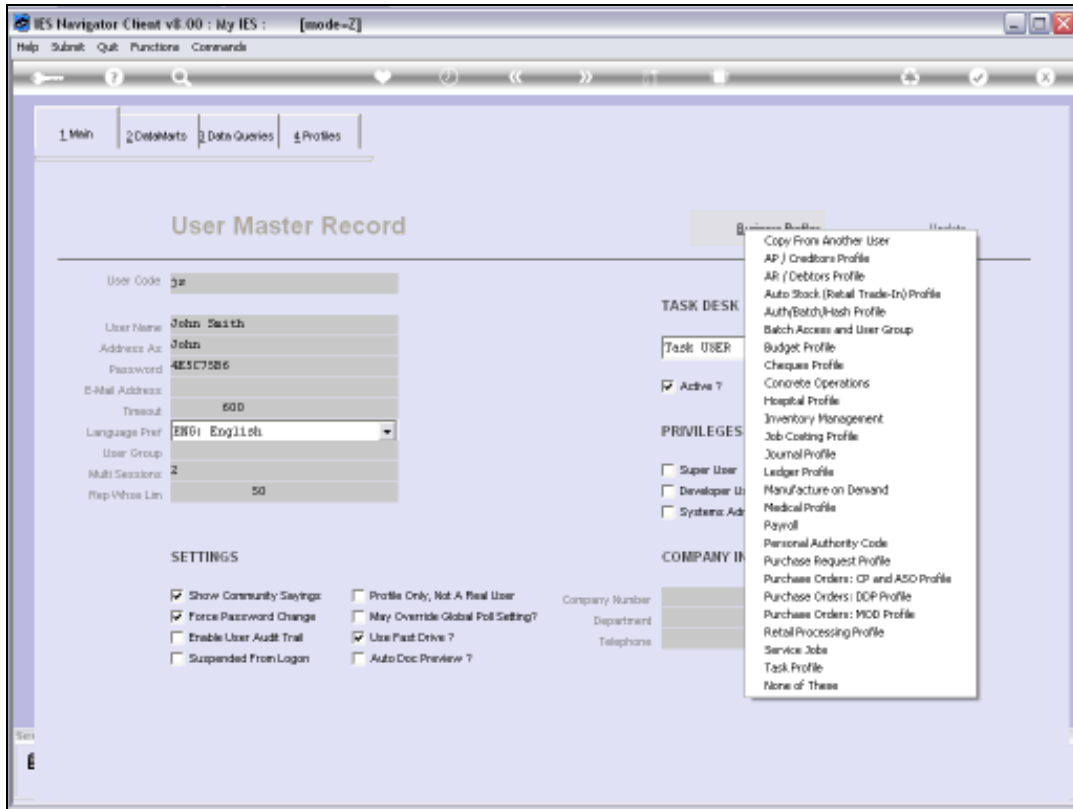 IES Navigator Client v8.00 : My IES : [mode=Z]
Help Submit Quit Functions Commands
1 Main 2 DataMarts 3 Data Queries 4 Profiles
User Master Record
Update
User Code
User Name John Smith
Address As John
Password 4E5C75B6
E-Mail Address
Timeout 600
Language Pref ENG: English
User Group
Multi Sessions 2
Rep Whse Lim 50
SETTINGS
Show Community Sayings
Force Password Change
Enable User Audit Trail
Suspended From Logon
Profile Only, Not A Real User
May Override Global Poll Setting?
Use Fast Drive ?
Auto Doc Preview ?
TASK DESK
Task USER
Active ?
PRIVILEGES
Super User
Developer
Systems
COMPANY
Company Number
Department
Telephone
Copy From Another User
AP / Creditors Profile
AR / Debtors Profile
Auto Stock (Retail Trade-In) Profile
Auth/Batch/Hash Profile
Batch Access and User Group
Budget Profile
Cheques Profile
Concrete Operations
Hospital Profile
Inventory Management
Job Costing Profile
Journal Profile
Ledger Profile
Manufacture on Demand
Medical Profile
Payroll
Personal Authority Code
Purchase Request Profile
Purchase Orders: CP and ASO Profile
Purchase Orders: DDP Profile
Purchase Orders: MOD Profile
Retail Processing Profile
Service Jobs
Task Profile
None of These